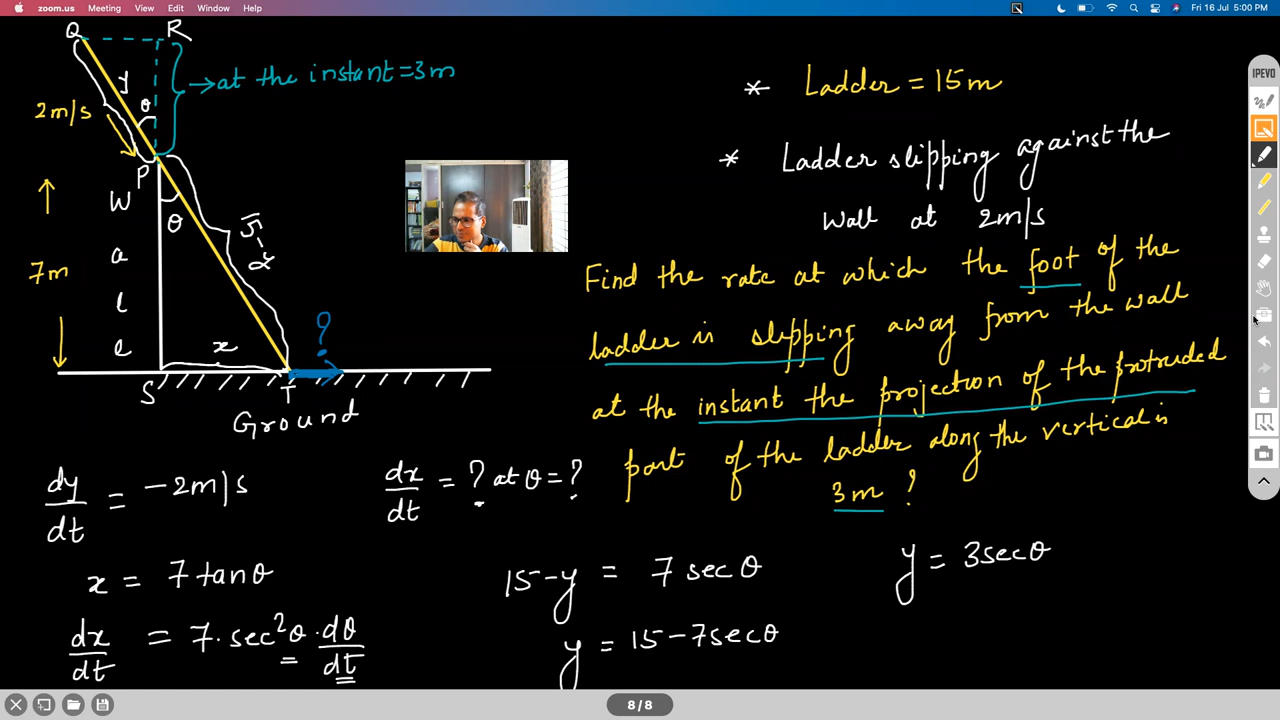 zoom.us Meeting View Edit Window Help Fri 16 Jul 5:00 PM
IPEVO
Q R
→at the instant=3m
y
θ
2m/s
P
θ
W
a
l
l
7m
15-y
x
?
S T
Ground
* Ladder = 15m
* Ladder slipping against the
wall at 2m/s
Find the rate at which the foot of the
ladder is slipping away from the wall
at the instant the projection of the protruded
part of the ladder along the vertical is
3m ?
dy/dt = -2m/s
dx/dt = ? at θ = ?
x = 7tanθ
15-y = 7secθ
y = 3secθ
dx/dt = 7·sec²θ·dθ/dt
y = 15-7secθ
8/8